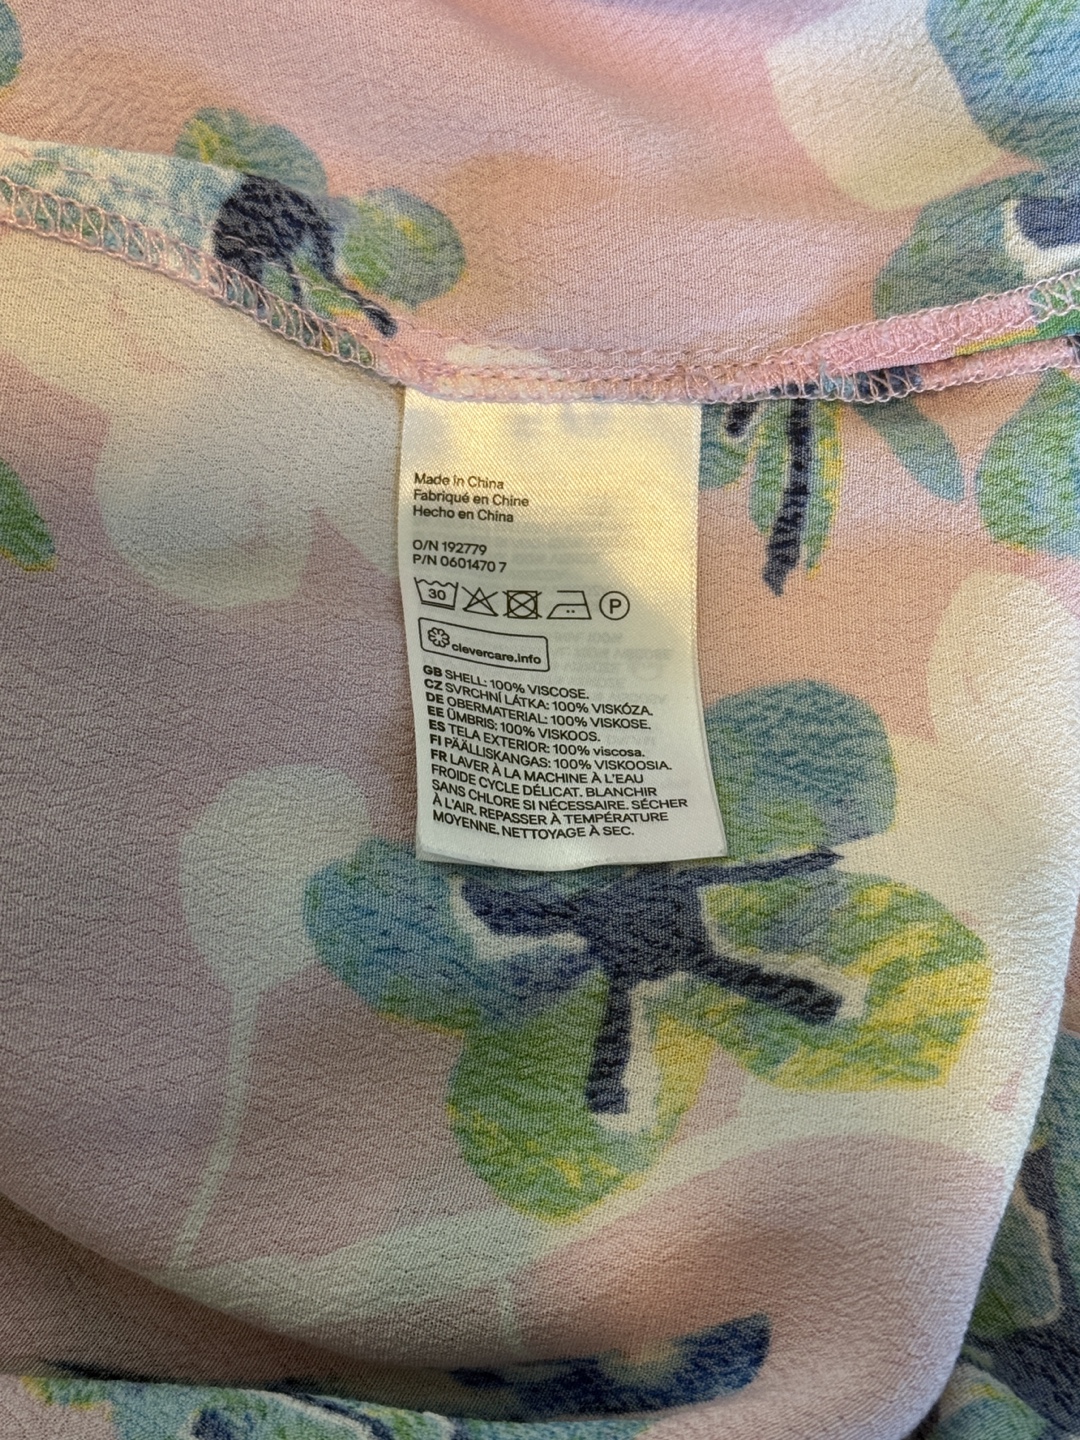 Made in China
Fabriqué en Chine
Hecho en China
O/N 192779
P/N 0601470 7
30
P
clevercare.info
GB SHELL: 100% VISCOSE.
CZ SVRCHNÍ LÁTKA: 100% VISKÓZA.
DE OBERMATERIAL: 100% VISKOSE.
EE ÜMBRIS: 100% VISKOOS.
ES TELA EXTERIOR: 100% viscosa.
FI PÄÄLLISKANGAS: 100% VISKOOSIA.
FR LAVER À LA MACHINE À L'EAU
FROIDE CYCLE DÉLICAT. BLANCHIR
SANS CHLORE SI NÉCESSAIRE. SÉCHER
À L'AIR. REPASSER À TEMPÉRATURE
MOYENNE. NETTOYAGE À SEC.